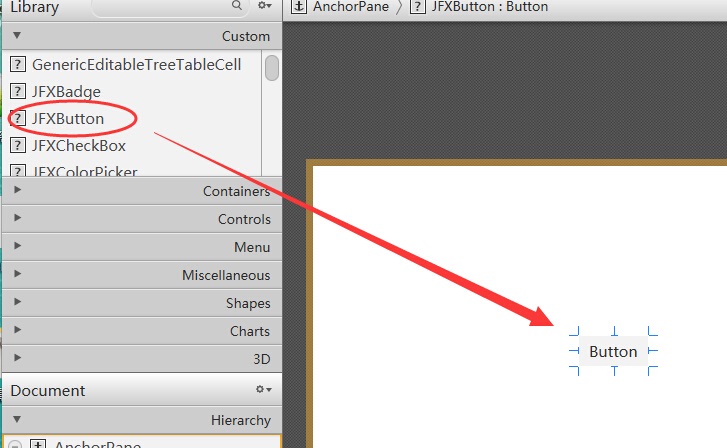 Library
AnchorPane 〉 ? JFXButton : Button
Custom
? GenericEditableTreeTableCell
? JFXBadge
? JFXButton
? JFXCheckBox
? JFXColorPicker
Containers
Controls
Menu
Miscellaneous
Shapes
Charts
3D
Button
Document
Hierarchy
AnchorPane